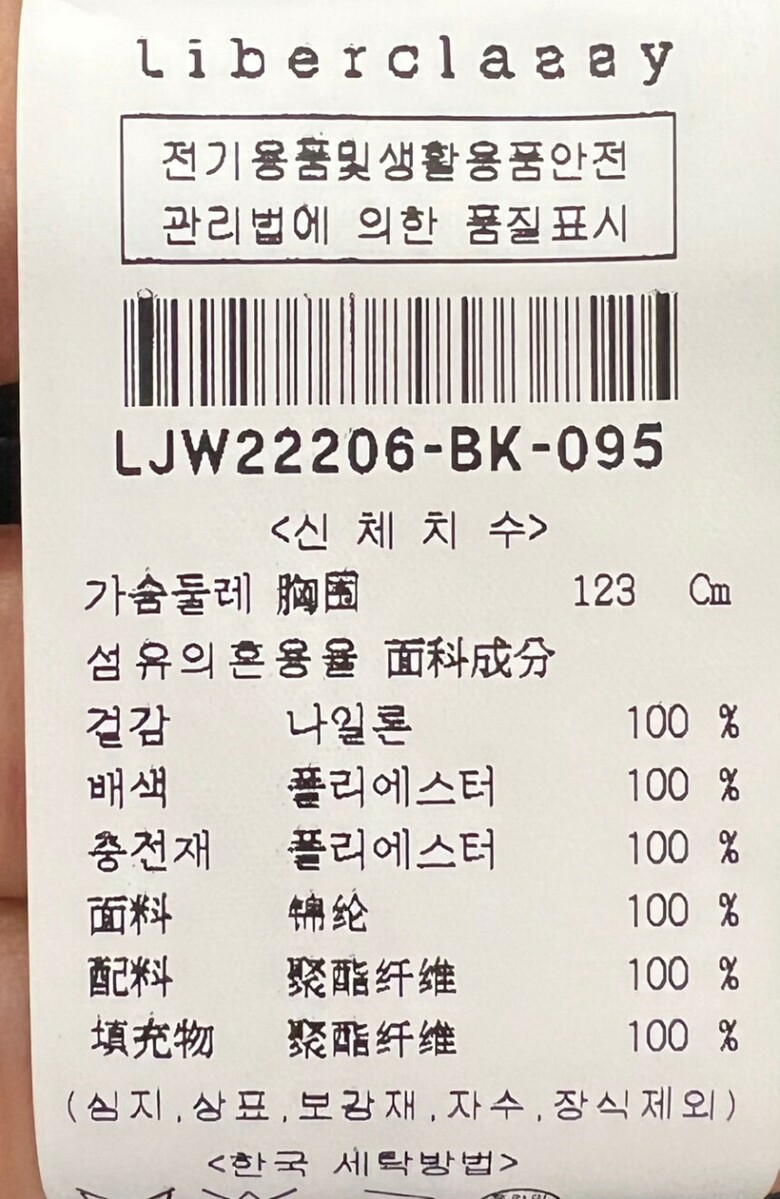 Liberclassy
전기용품및생활용품안전
관리법에 의한 품질표시
LJW22206-BK-095
<신 체 치 수>
가슴둘레 胸围 123 Cm
섬유의혼용율 面料成分
겉감 나일론 100 %
배색 폴리에스터 100 %
충전재 폴리에스터 100 %
面料 锦纶 100 %
配料 聚酯纤维 100 %
填充物 聚酯纤维 100 %
(심지,상표,보강재,자수,장식제외)
<한국 세탁방법>